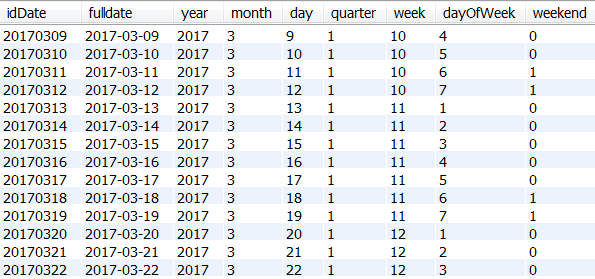 idDate fulldate year month day quarter week dayOfWeek weekend
20170309 2017-03-09 2017 3 9 1 10 4 0
20170310 2017-03-10 2017 3 10 1 10 5 0
20170311 2017-03-11 2017 3 11 1 10 6 1
20170312 2017-03-12 2017 3 12 1 10 7 1
20170313 2017-03-13 2017 3 13 1 11 1 0
20170314 2017-03-14 2017 3 14 1 11 2 0
20170315 2017-03-15 2017 3 15 1 11 3 0
20170316 2017-03-16 2017 3 16 1 11 4 0
20170317 2017-03-17 2017 3 17 1 11 5 0
20170318 2017-03-18 2017 3 18 1 11 6 1
20170319 2017-03-19 2017 3 19 1 11 7 1
20170320 2017-03-20 2017 3 20 1 12 1 0
20170321 2017-03-21 2017 3 21 1 12 2 0
20170322 2017-03-22 2017 3 22 1 12 3 0